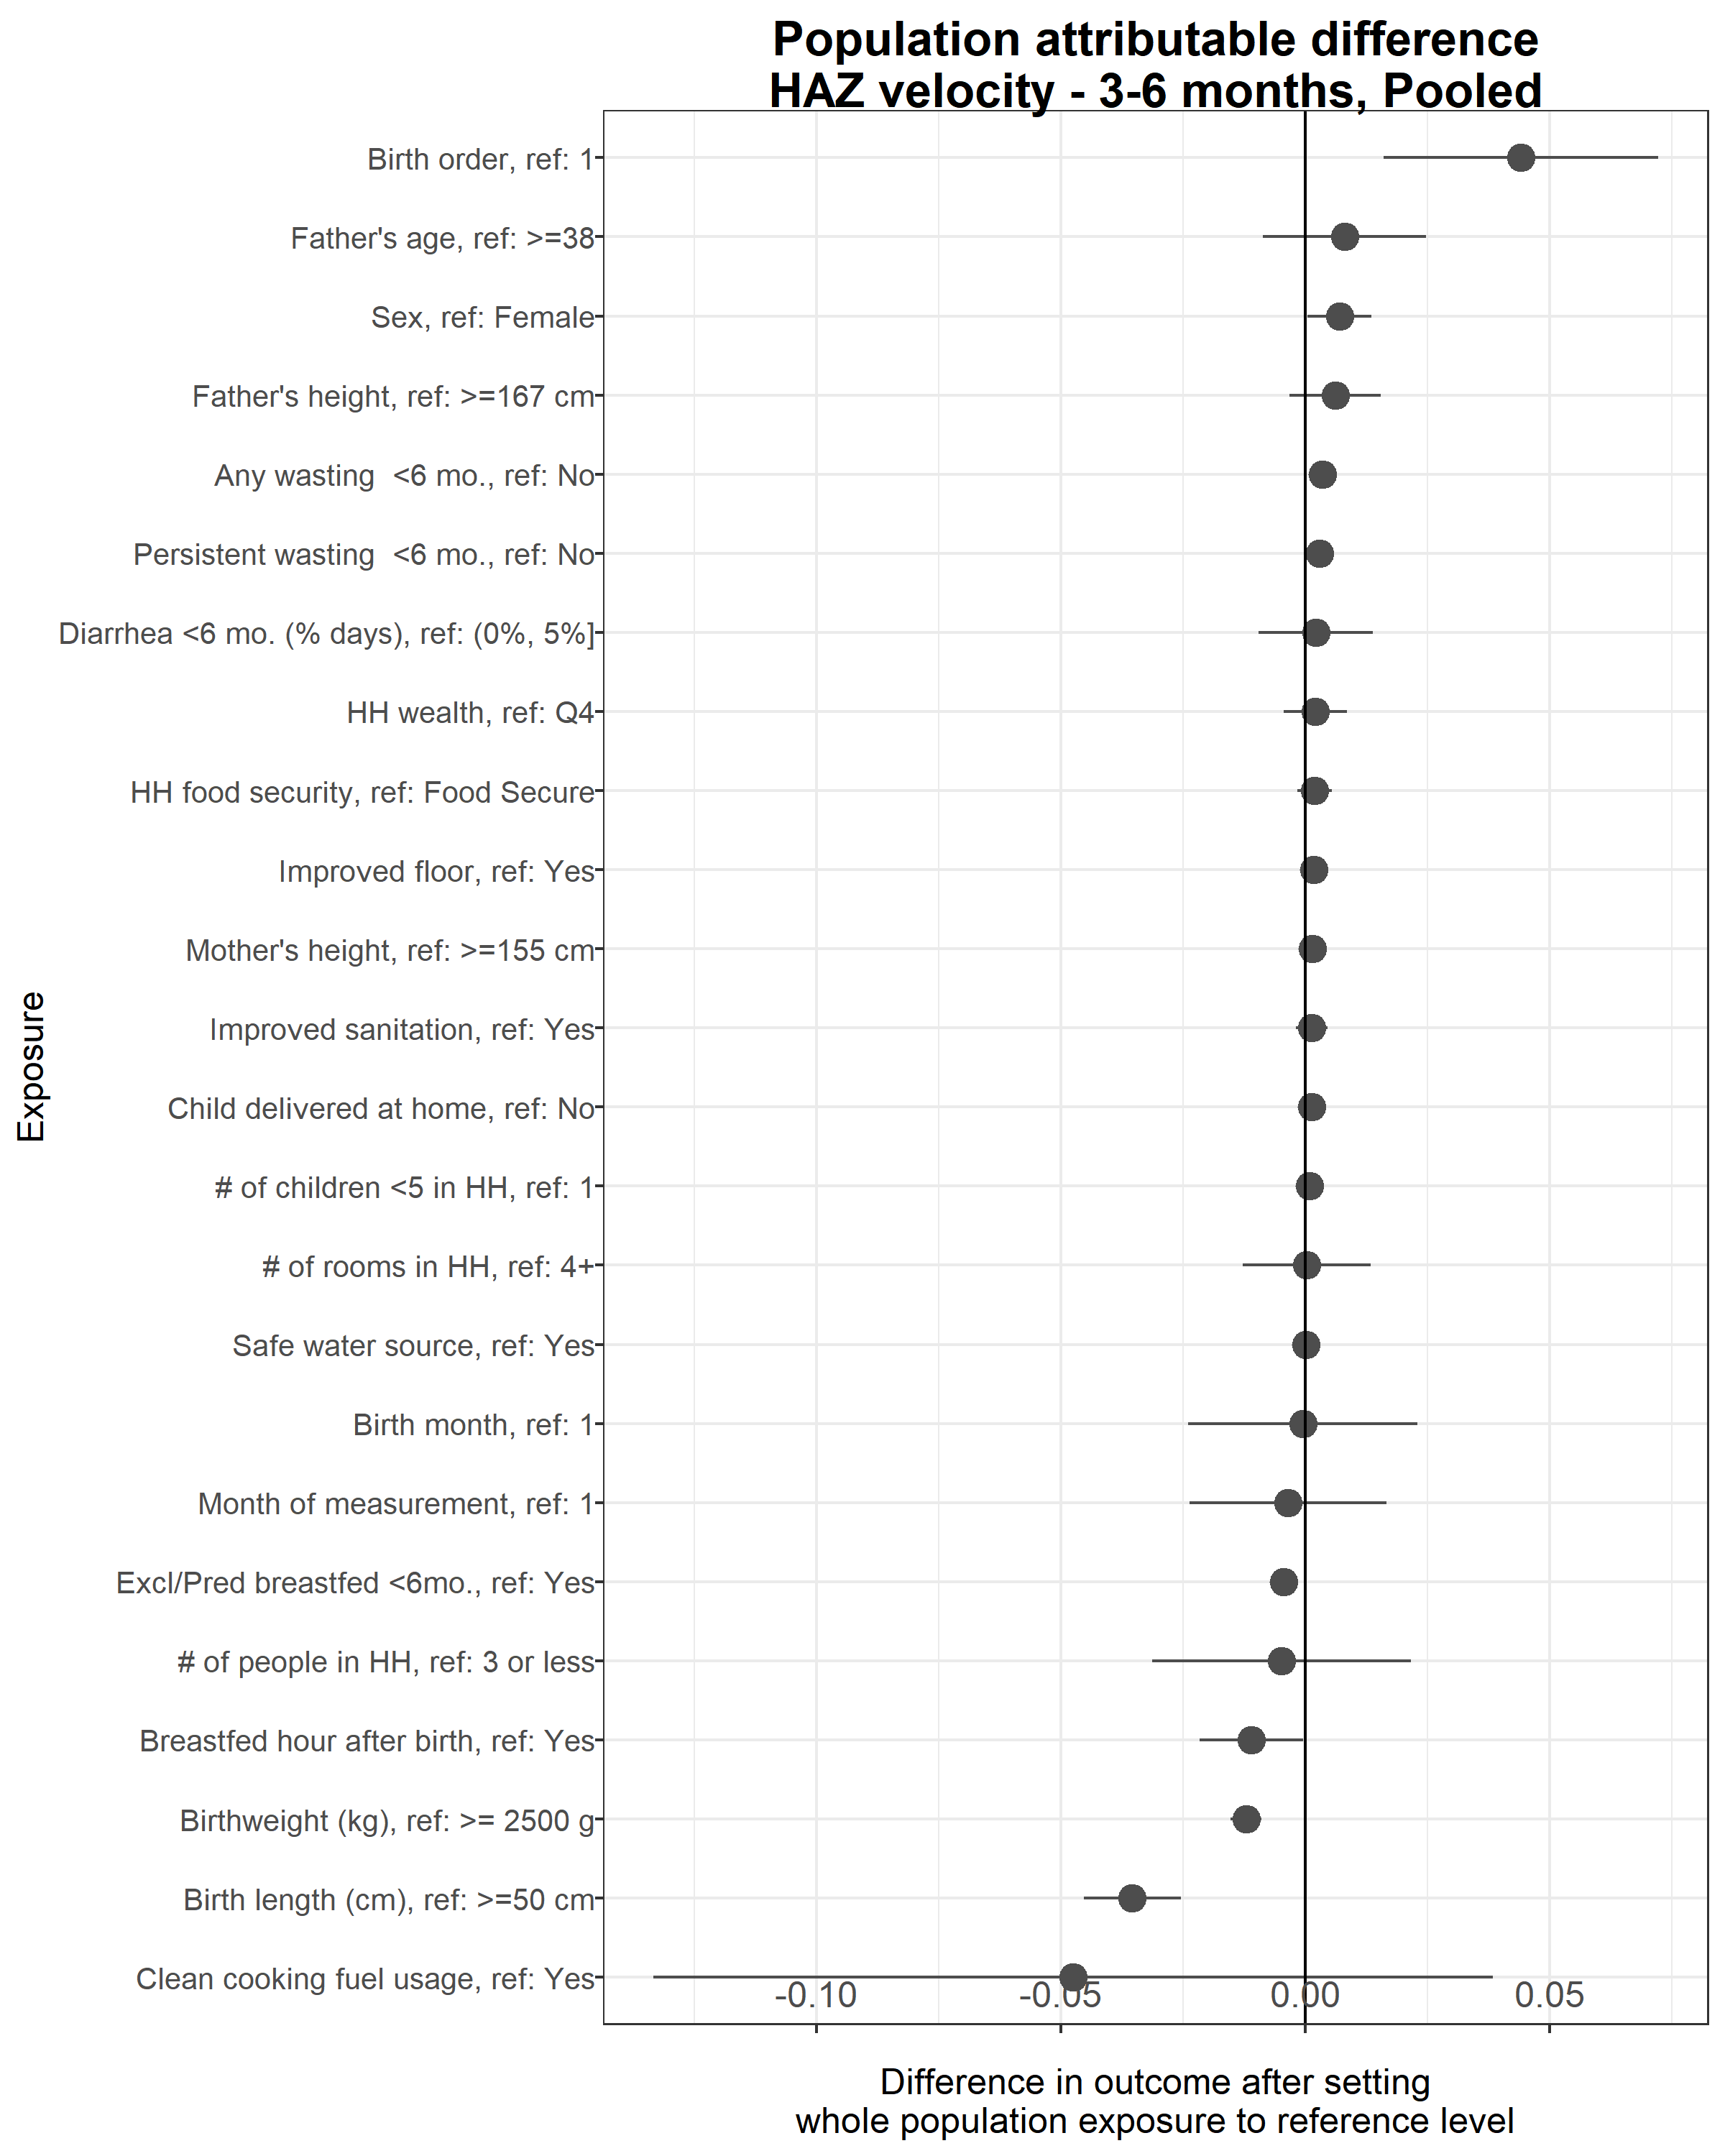 Population attributable difference
HAZ velocity - 3-6 months, Pooled
Birth order, ref: 1
Father's age, ref: >=38
Sex, ref: Female
Father's height, ref: >=167 cm
Any wasting  <6 mo., ref: No
Persistent wasting  <6 mo., ref: No
Diarrhea <6 mo. (% days), ref: (0%, 5%]
HH wealth, ref: Q4
HH food security, ref: Food Secure
Improved floor, ref: Yes
Mother's height, ref: >=155 cm
Improved sanitation, ref: Yes
Child delivered at home, ref: No
# of children <5 in HH, ref: 1
# of rooms in HH, ref: 4+
Safe water source, ref: Yes
Birth month, ref: 1
Month of measurement, ref: 1
Excl/Pred breastfed <6mo., ref: Yes
# of people in HH, ref: 3 or less
Breastfed hour after birth, ref: Yes
Birthweight (kg), ref: >= 2500 g
Birth length (cm), ref: >=50 cm
Clean cooking fuel usage, ref: Yes
Exposure
-0.10 -0.05 0.00 0.05
Difference in outcome after setting
whole population exposure to reference level